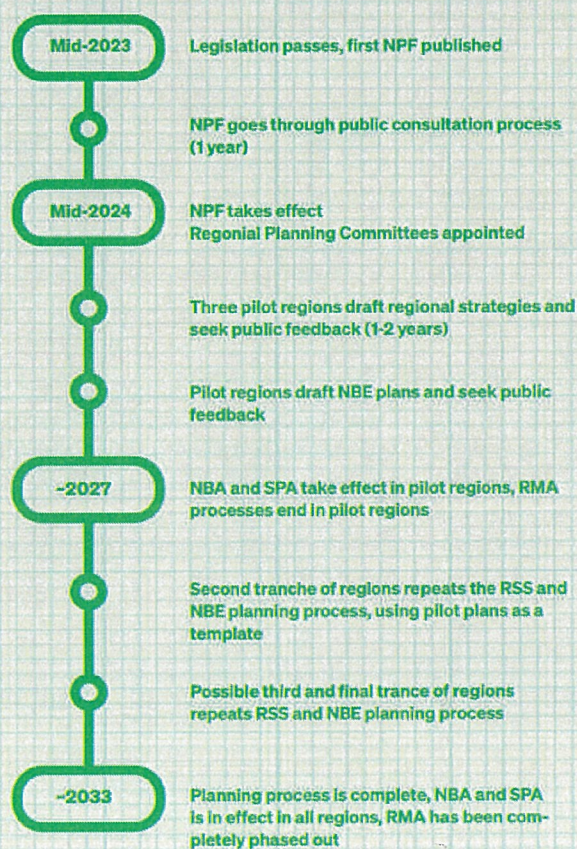 Mid-2023
Legislation passes, first NPF published
NPF goes through public consultation process
(1 year)
Mid-2024
NPF takes effect
Regonial Planning Committees appointed
Three pilot regions draft regional strategies and
seek public feedback (1-2 years)
Pilot regions draft NBE plans and seek public
feedback
~2027
NBA and SPA take effect in pilot regions, RMA
processes end in pilot regions
Second tranche of regions repeats the RSS and
NBE planning process, using pilot plans as a
template
Possible third and final trance of regions
repeats RSS and NBE planning process
~2033
Planning process is complete, NBA and SPA
is in effect in all regions, RMA has been com-
pletely phased out